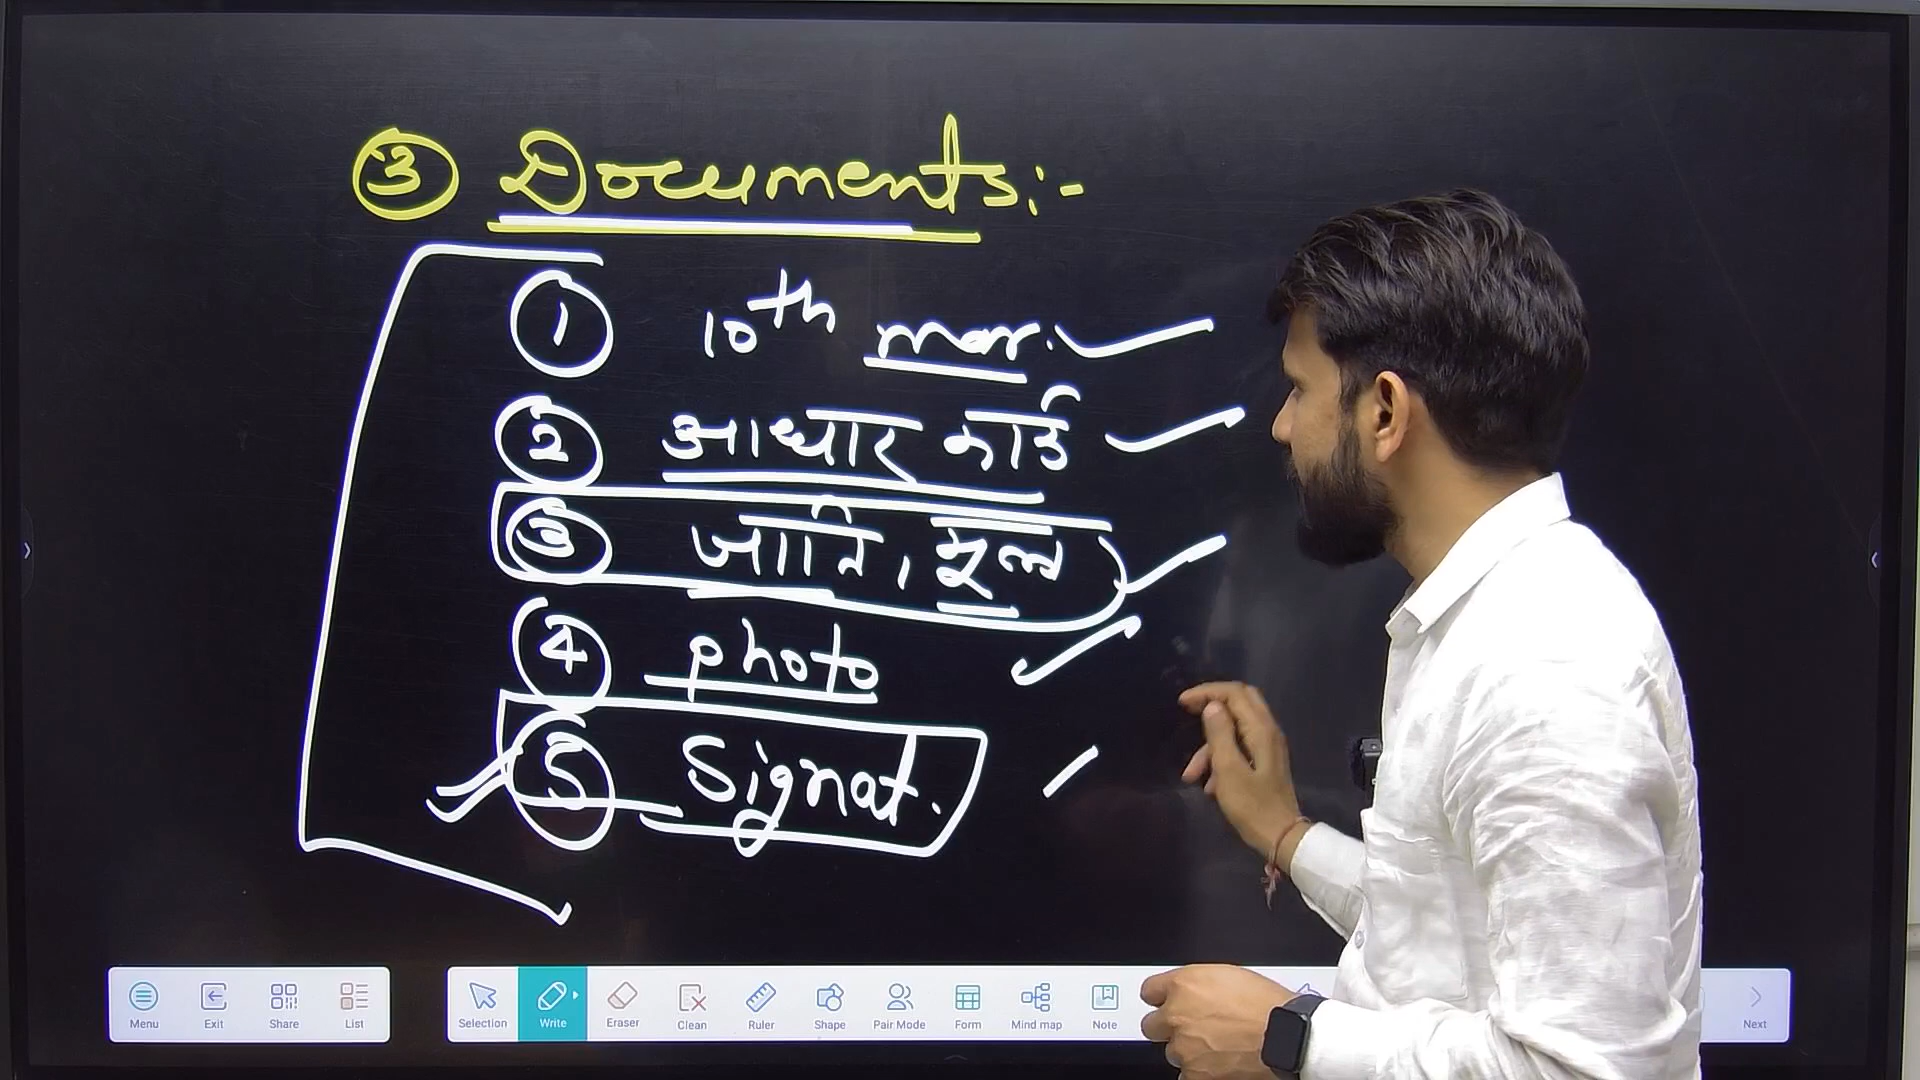 ③ Documents:-
① 10th mar.
② आधार कार्ड
③ जाति, मूल
④ photo
⑤ Signat.
Menu Exit Share List Selection Write Eraser Clean Ruler Shape Pair Mode Form Mind map Note Next